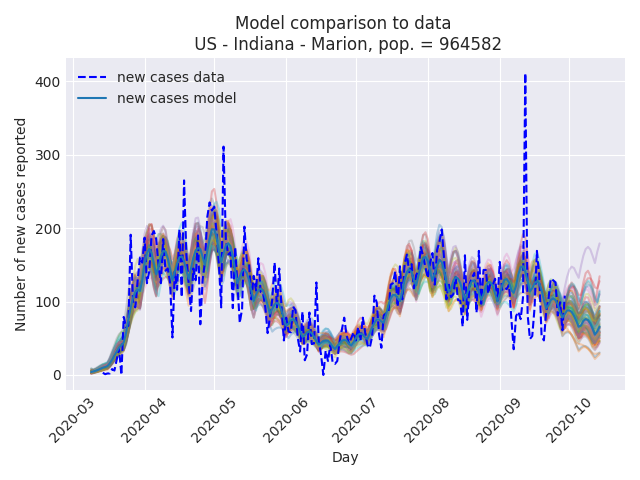 Model comparison to data
US - Indiana - Marion, pop. = 964582
new cases data
new cases model
Number of new cases reported
400
300
200
100
0
2020-03
2020-04
2020-05
2020-06
2020-07
2020-08
2020-09
2020-10
Day